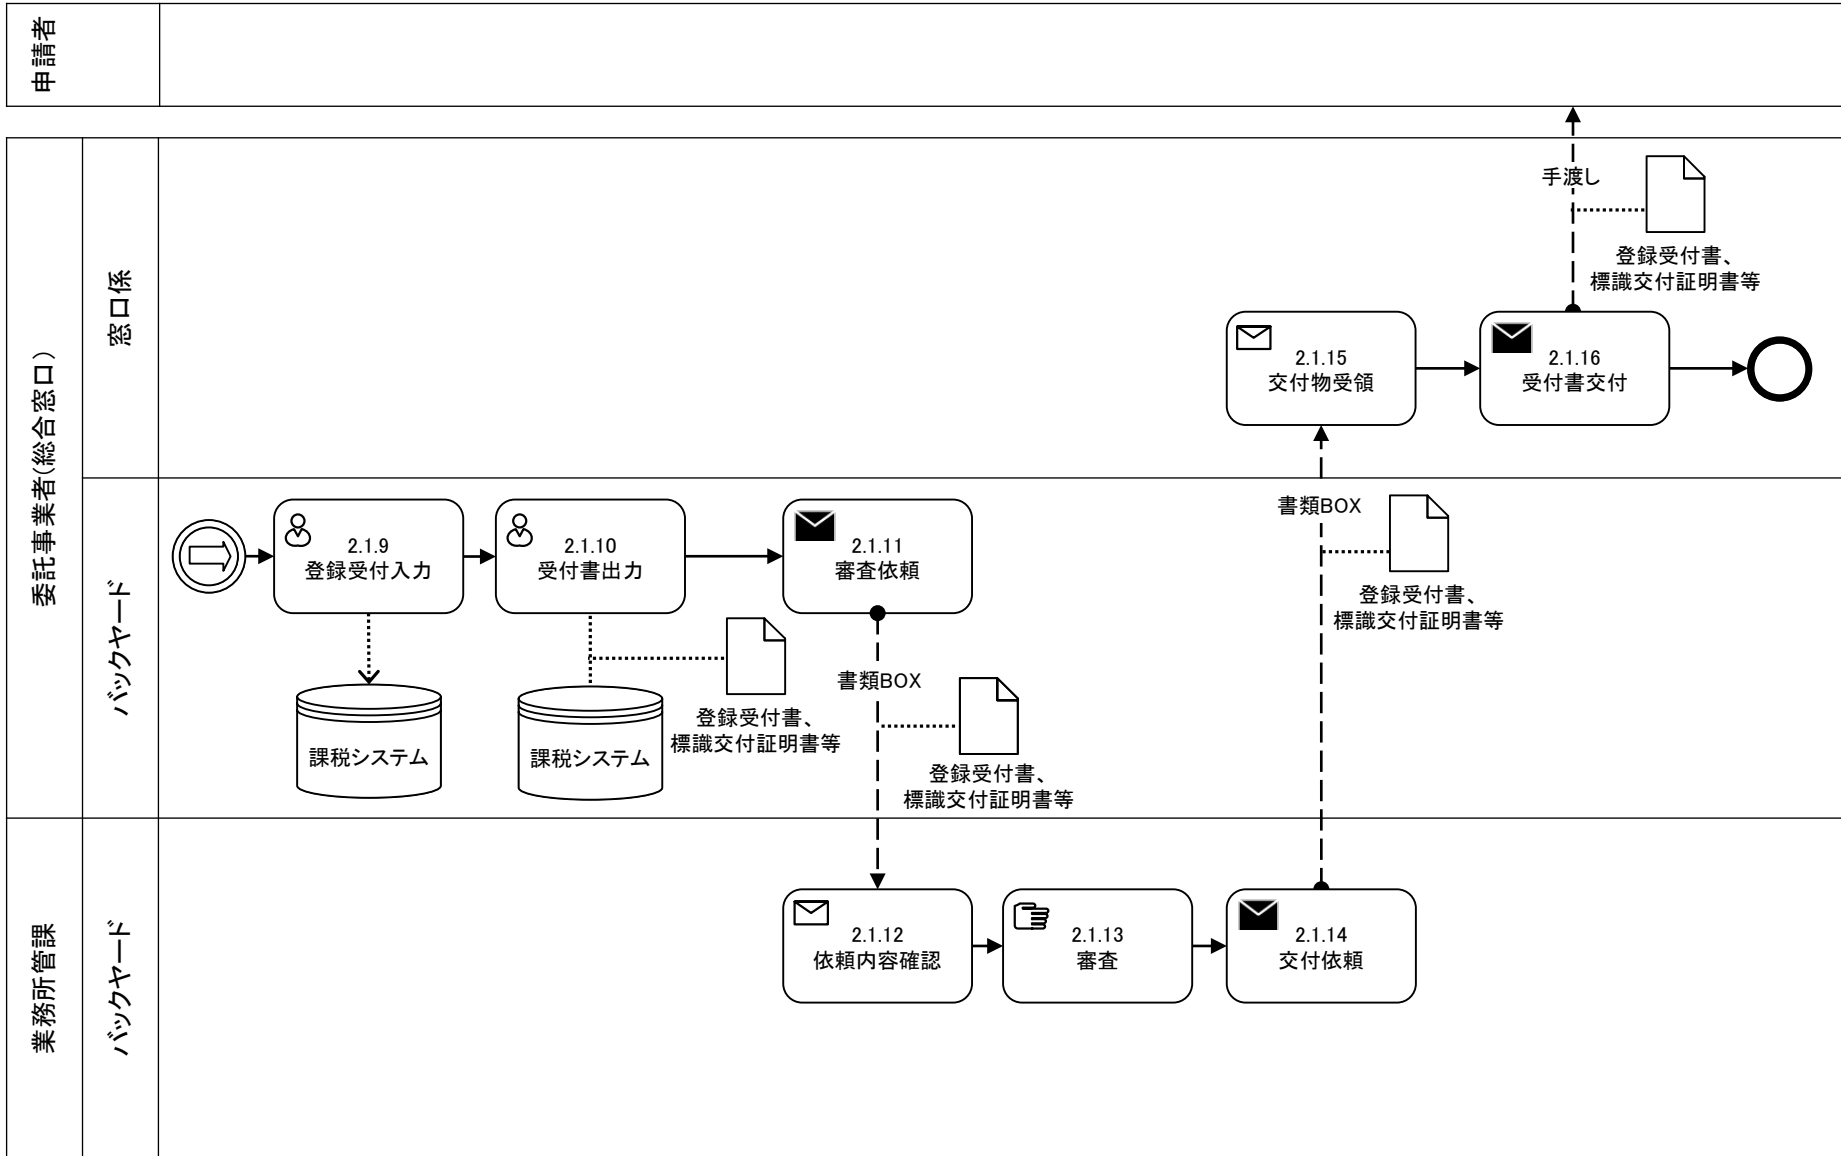 申請者
委託事業者(総合窓口)
窓口係
手渡し
登録受付書、
標識交付証明書等
2.1.15
交付物受領
2.1.16
受付書交付
バックヤード
2.1.9
登録受付入力
2.1.10
受付書出力
2.1.11
審査依頼
課税システム
課税システム
登録受付書、
標識交付証明書等
書類BOX
登録受付書、
標識交付証明書等
書類BOX
登録受付書、
標識交付証明書等
業務所管課
バックヤード
2.1.12
依頼内容確認
2.1.13
審査
2.1.14
交付依頼